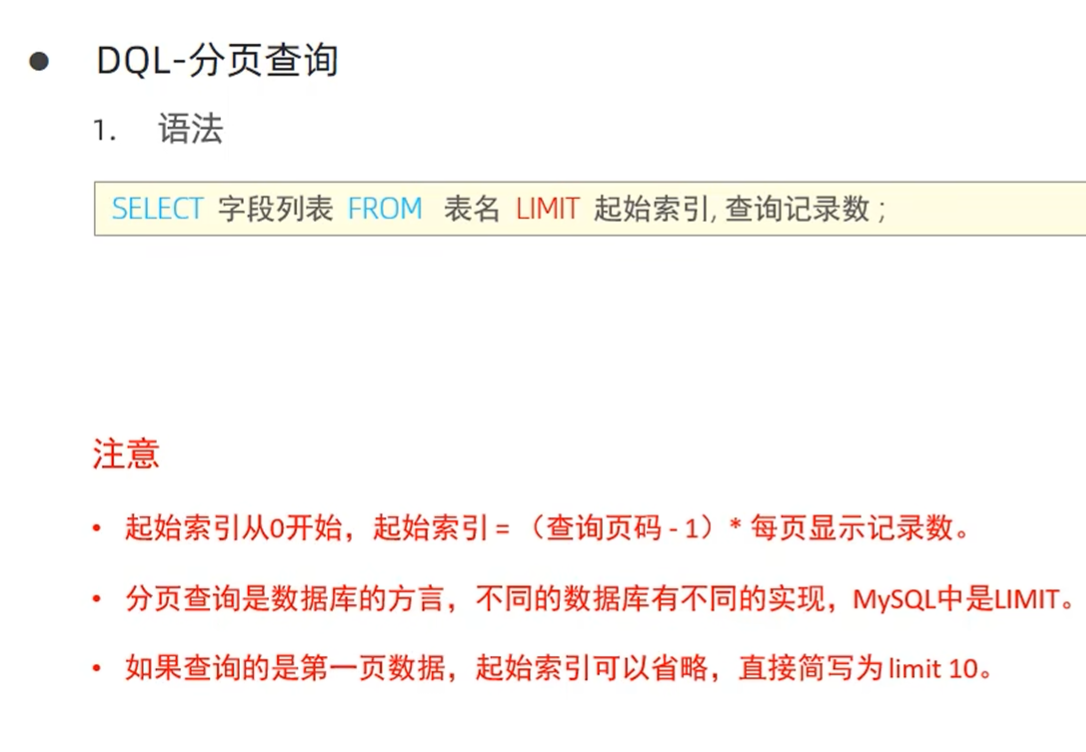 ● DQL-分页查询
1. 语法
SELECT 字段列表 FROM 表名 LIMIT 起始索引, 查询记录数 ;
注意
• 起始索引从0开始，起始索引 = （查询页码 - 1）* 每页显示记录数。
• 分页查询是数据库的方言，不同的数据库有不同的实现，MySQL中是LIMIT。
• 如果查询的是第一页数据，起始索引可以省略，直接简写为 limit 10。